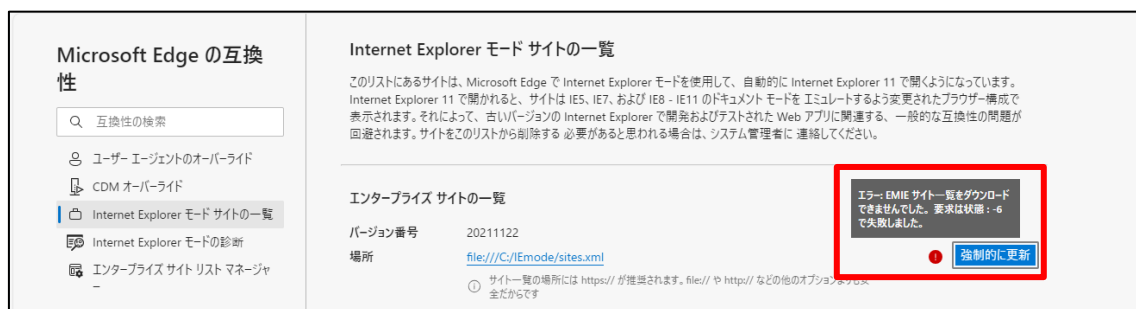 Microsoft Edge の互換
性
互換性の検索
ユーザー エージェントのオーバーライド
CDM オーバーライド
Internet Explorer モード サイトの一覧
Internet Explorer モードの診断
エンタープライズ サイト リスト マネージャ
ー
Internet Explorer モード サイトの一覧
このリストにあるサイトは、Microsoft Edge で Internet Explorer モードを使用して、自動的に Internet Explorer 11 で開くようになっています。
Internet Explorer 11 で開かれると、サイトは IE5、IE7、および IE8 - IE11 のドキュメント モードを エミュレートするよう変更されたブラウザー構成で
表示されます。それによって、古いバージョンの Internet Explorer で開発およびテストされた Web アプリに関連する、一般的な互換性の問題が
回避されます。サイトをこのリストから削除する 必要があると思われる場合は、システム管理者に 連絡してください。
エンタープライズ サイトの一覧
エラー: EMIE サイト一覧をダウンロード
できませんでした。要求は状態 : -6
で失敗しました。
バージョン番号
20211122
場所
file:///C:/IEmode/sites.xml
強制的に更新
サイト一覧の場所には https:// が推奨されます。file:// や http:// などの他のオプションよりも安
全だからです